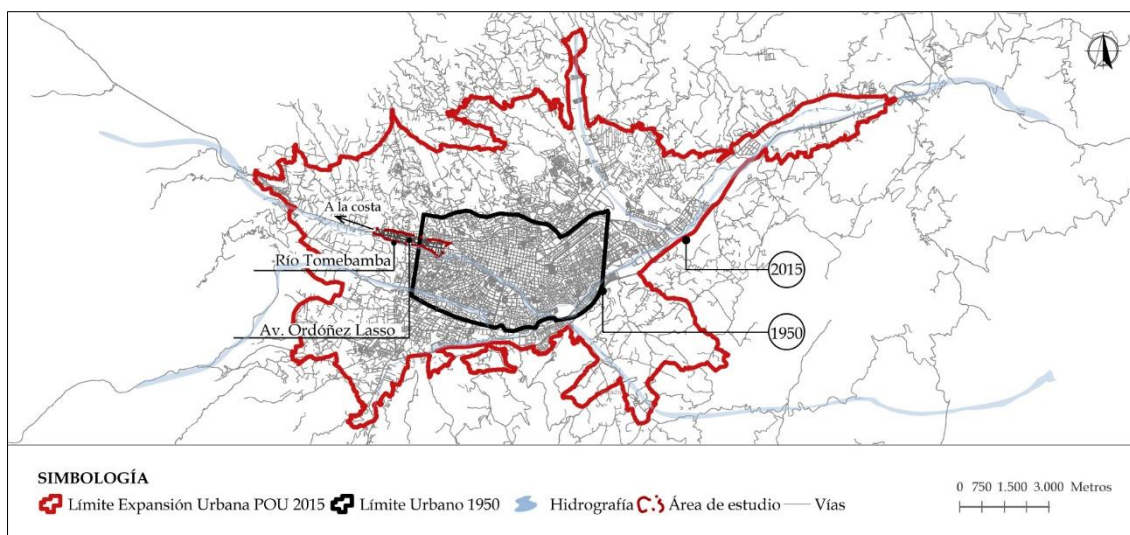 A la costa
Río Tomebamba
Av. Ordóñez Lasso
2015
1950
SIMBOLOGÍA
Límite Expansión Urbana POU 2015 Límite Urbano 1950 Hidrografía Área de estudio Vías
0 750 1.500 3.000 Metros